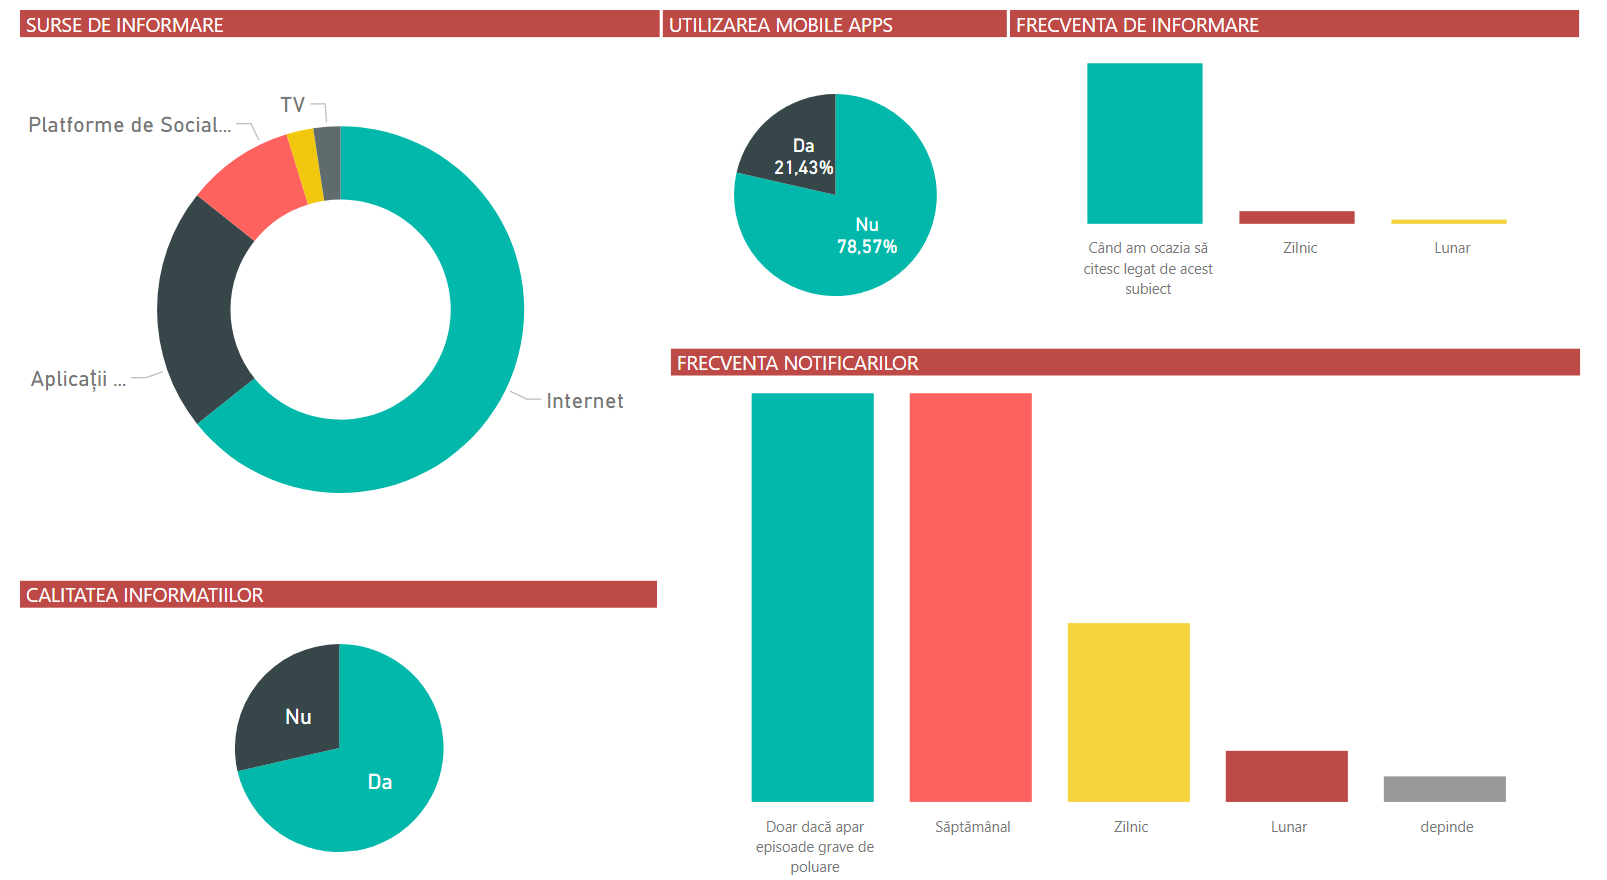 SURSE DE INFORMARE
TV
Platforme de Social...
Aplicații ...
Internet
UTILIZAREA MOBILE APPS
Da
21,43%
Nu
78,57%
FRECVENTA DE INFORMARE
Când am ocazia să
citesc legat de acest
subiect
Zilnic
Lunar
CALITATEA INFORMATIILOR
Nu
Da
FRECVENTA NOTIFICARILOR
Doar dacă apar
episoade grave de
poluare
Săptămânal
Zilnic
Lunar
depinde